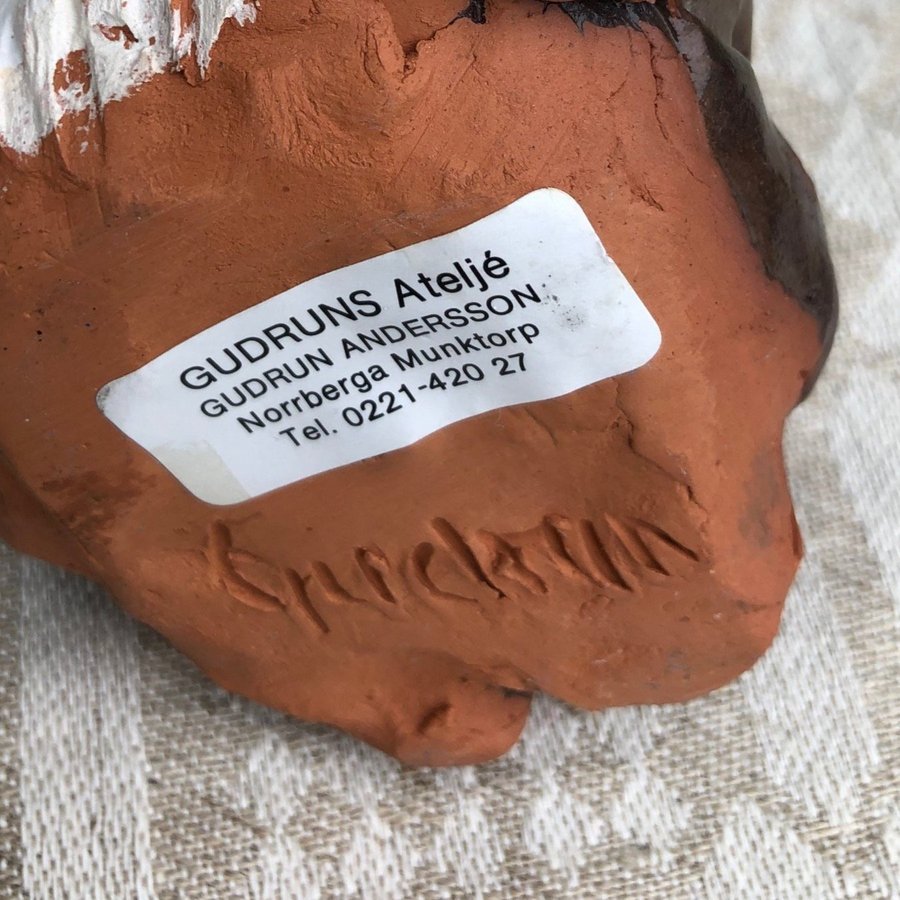 GUDRUNS Ateljé
GUDRUN ANDERSSON
Norrberga Munktorp
Tel. 0221-420 27
Gudrun